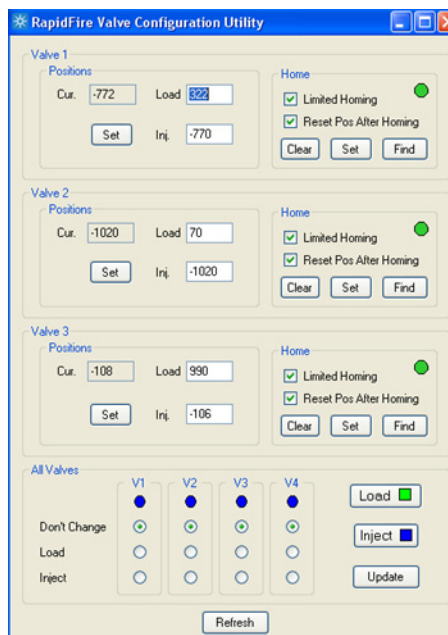 RapidFire Valve Configuration Utility
Valve 1
Positions
Home
Cur. -772 Load 322
Limited Homing
Reset Pos After Homing
Set Inj. -770
Clear Set Find
Valve 2
Positions
Home
Cur. -1020 Load 70
Limited Homing
Reset Pos After Homing
Set Inj. -1020
Clear Set Find
Valve 3
Positions
Home
Cur. -108 Load 990
Limited Homing
Reset Pos After Homing
Set Inj. -106
Clear Set Find
All Valves
V1 V2 V3 V4
Load
Don't Change
Inject
Load
Inject
Update
Refresh